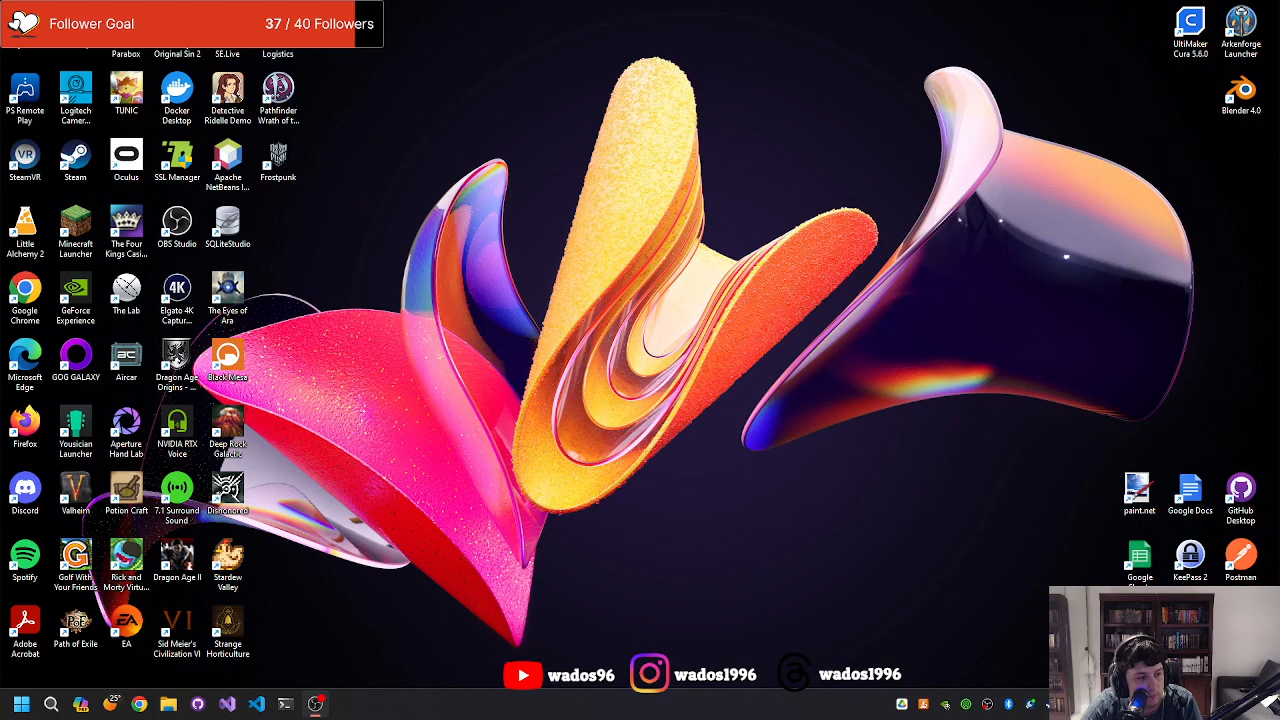 Follower Goal
37 / 40 Followers
Parabox
Original Sin 2
SE.Live
Logistics
UltiMaker
Cura 5.6.0
Arkenforge
Launcher
PS Remote
Play
Logitech
Camer...
TUNIC
Docker
Desktop
Detective
Ridelle Demo
Pathfinder
Wrath of t...
Blender 4.0
VR
SteamVR
Steam
Oculus
SSL Manager
Apache
NetBeans I...
Frostpunk
Little
Alchemy 2
Minecraft
Launcher
The Four
Kings Casi...
OBS Studio
SQLiteStudio
Google
Chrome
GeForce
Experience
The Lab
4K
Elgato 4K
Captur...
The Eyes of
Ara
Microsoft
Edge
GOG GALAXY
ac
Aircar
Dragon Age
Origins - ...
Black Mesa
Firefox
Yousician
Launcher
Aperture
Hand Lab
NVIDIA RTX
Voice
Deep Rock
Galactic
Discord
V
Valheim
Potion Craft
7.1 Surround
Sound
Dishonored
paint.net
Google Docs
GitHub
Desktop
Spotify
G
Golf With
Your Friends
Rick and
Morty Virtu...
Dragon Age II
Stardew
Valley
Google
KeePass 2
Postman
Adobe
Acrobat
PoE
Path of Exile
EA
EA
VI
Sid Meier's
Civilization VI
Strange
Horticulture
wados96
wados1996
wados1996
25°